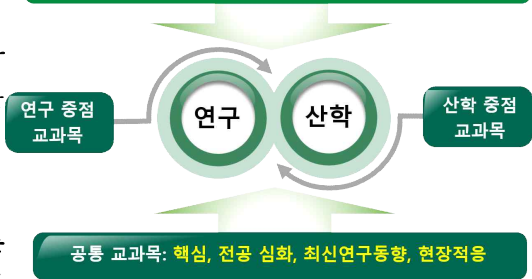 연구 중점
교과목
연구
산학
산학 중점
교과목
공통 교과목: 핵심, 전공 심화, 최신연구동향, 현장적응